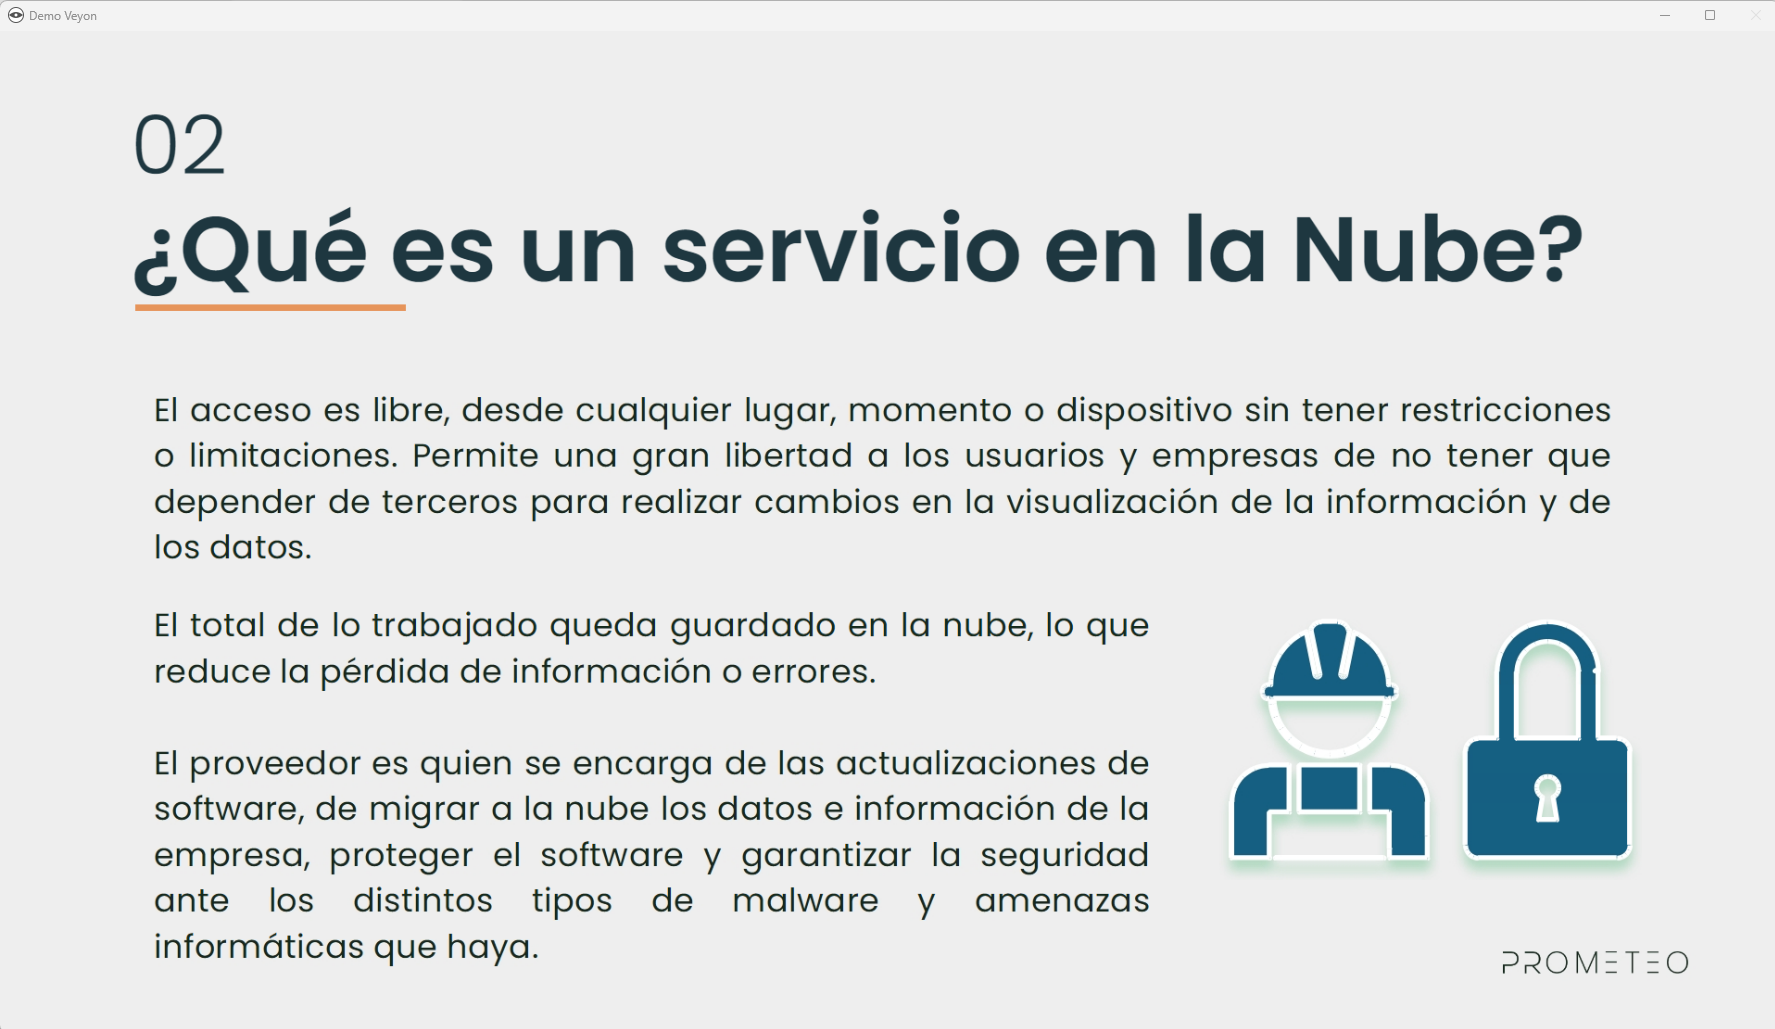 Demo Veyon
02
¿Qué es un servicio en la Nube?
El acceso es libre, desde cualquier lugar, momento o dispositivo sin tener restricciones
o limitaciones. Permite una gran libertad a los usuarios y empresas de no tener que
depender de terceros para realizar cambios en la visualización de la información y de
los datos.
El total de lo trabajado queda guardado en la nube, lo que
reduce la pérdida de información o errores.
El proveedor es quien se encarga de las actualizaciones de
software, de migrar a la nube los datos e información de la
empresa, proteger el software y garantizar la seguridad
ante los distintos tipos de malware y amenazas
informáticas que haya.
PROMETEO